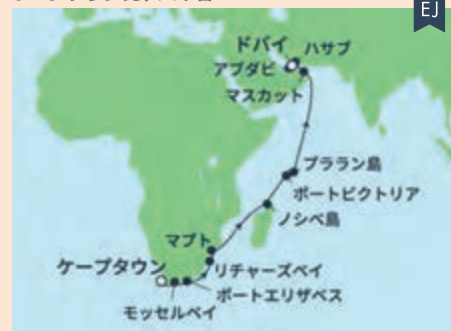 EJ
ドバイ
ハサブ
アブダビ
マスカット
プララン島
ポートビクトリア
ノシベ島
マプト
ケープタウン
リチャーズベイ
ポートエリザベス
モッセルベイ